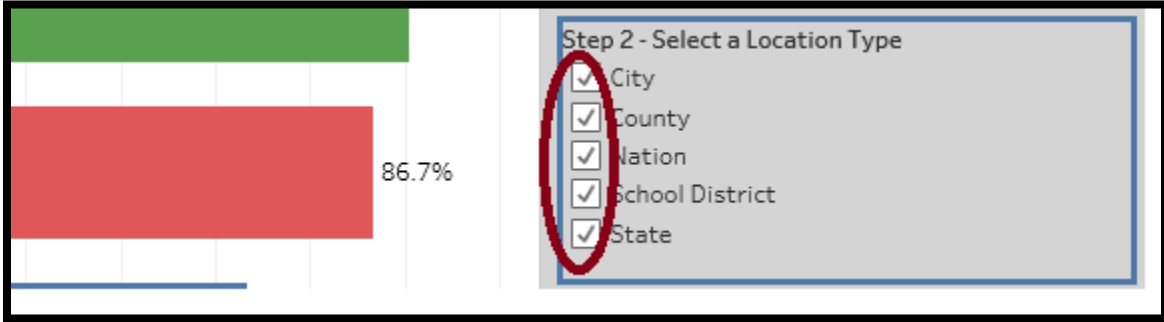 Step 2 - Select a Location Type
City
County
Nation
School District
State
86.7%